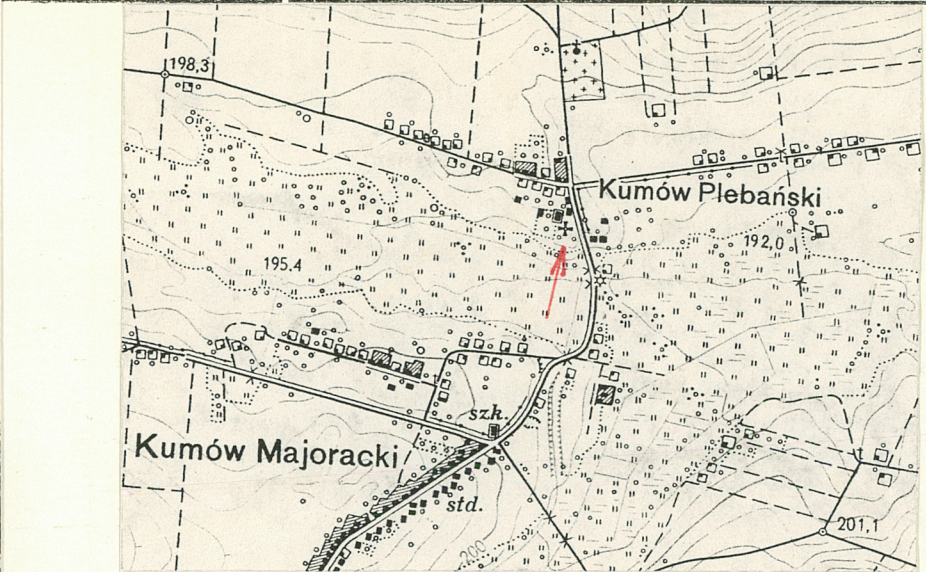 198,3
Kumów Plebański
192,0
195.4
szk.
Kumów Majoracki
std.
200
201.1